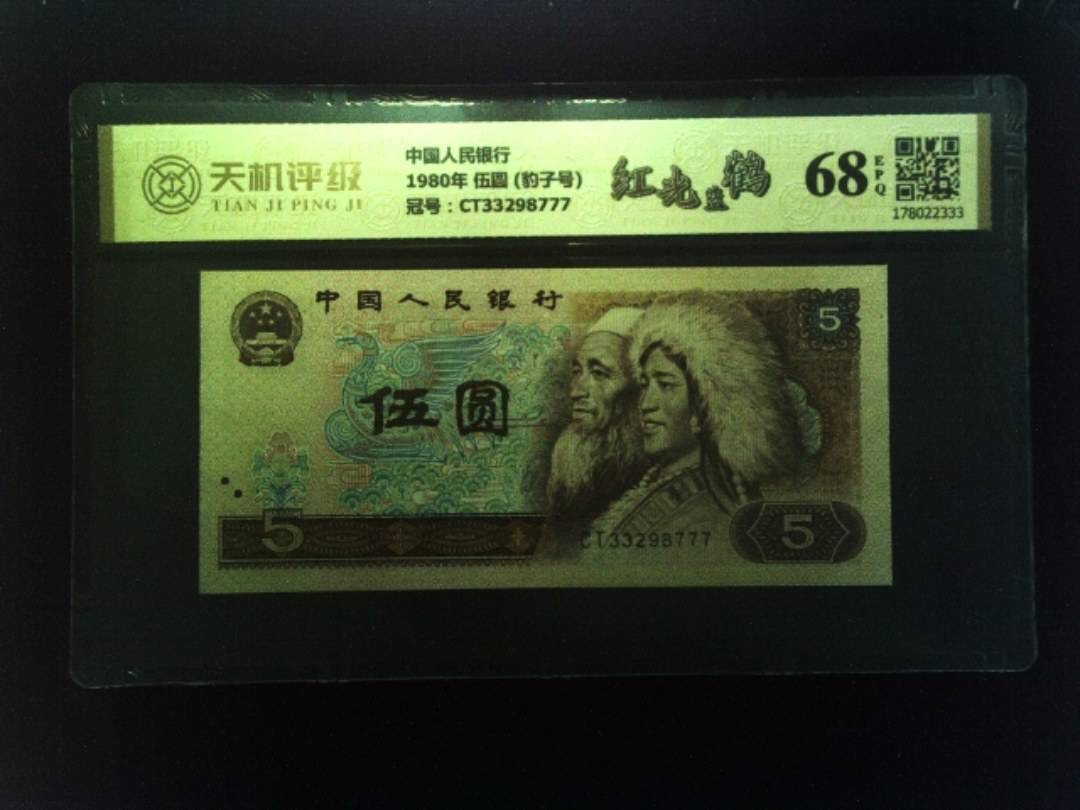 天机评级
TIAN JI PING JI
中国人民银行
1980年 伍圆 (豹子号)
冠号：CT33298777
红光蓝鹤
68
EPQ
178022333
中国人民银行
5
伍圆
5
CT33298777
5